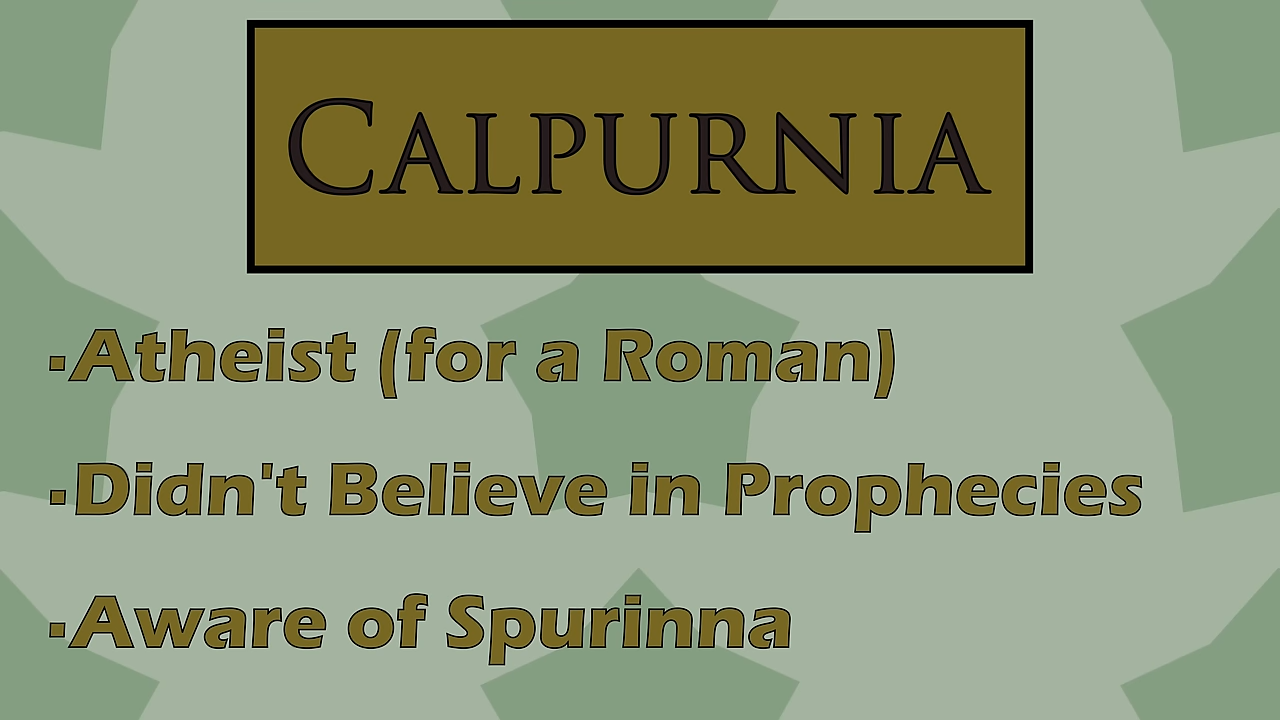 CALPURNIA
·Atheist (for a Roman)
·Didn't Believe in Prophecies
·Aware of Spurinna